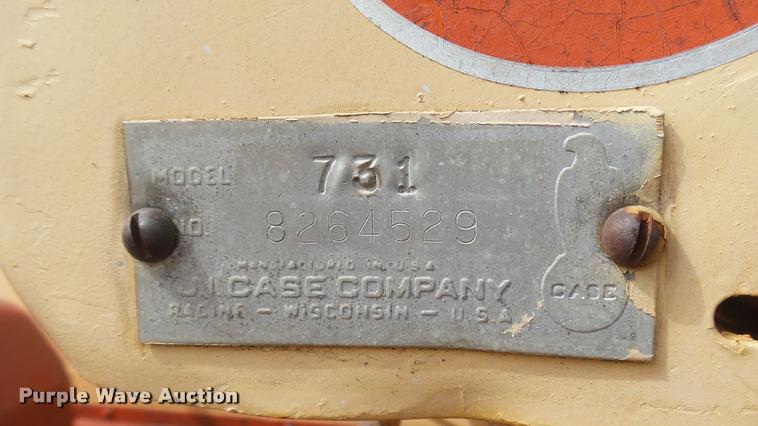 MODEL 731
NO. 8264529
MANUFACTURED IN U.S.A
J.I. CASE COMPANY
RACINE – WISCONSIN – U.S.A
CASE
Purple Wave Auction